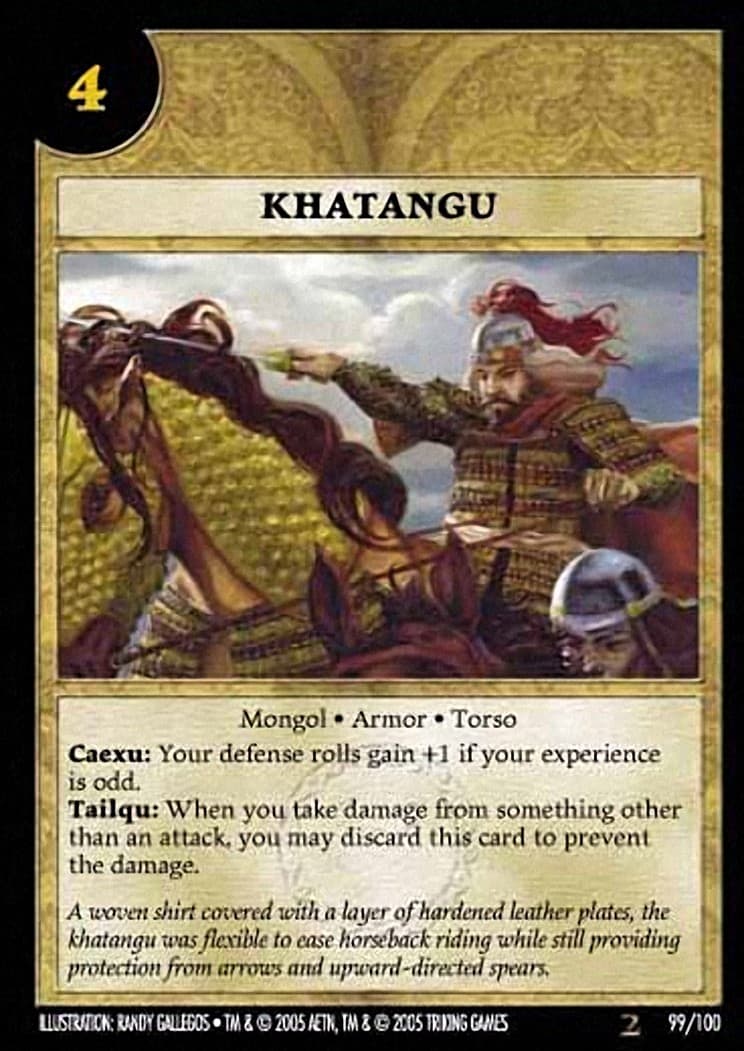 4
KHATANGU
Mongol • Armor • Torso
Caexu: Your defense rolls gain +1 if your experience
is odd.
Tailqu: When you take damage from something other
than an attack, you may discard this card to prevent
the damage.
A woven shirt covered with a layer of hardened leather plates, the
khatangu was flexible to ease horseback riding while still providing
protection from arrows and upward-directed spears.
ILLUSTRATION: RANDY GALLEGOS • TM & © 2005 AETN, TM & © 2005 TRIKING GAMES 2 99/100